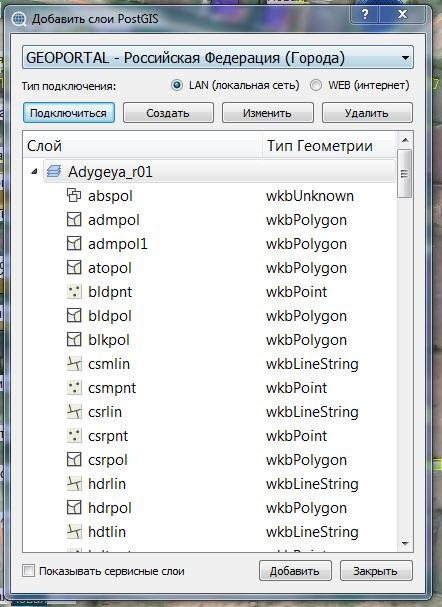 Добавить слои PostGIS
GEOPORTAL - Российская Федерация (Города)
Тип подключения: LAN (локальная сеть) WEB (интернет)
Подключиться Создать Изменить Удалить
Слой Тип Геометрии
Adygeya_r01
abspol wkbUnknown
admpol wkbPolygon
admpol1 wkbPolygon
atopol wkbPolygon
bldpnt wkbPoint
bldpol wkbPolygon
blkpol wkbPolygon
csmlin wkbLineString
csmpnt wkbPoint
csrlin wkbLineString
csrpnt wkbPoint
csrpol wkbPolygon
hdrlin wkbLineString
hdrpol wkbPolygon
hdtlin wkbLineString
Показывать сервисные слои Добавить Закрыть